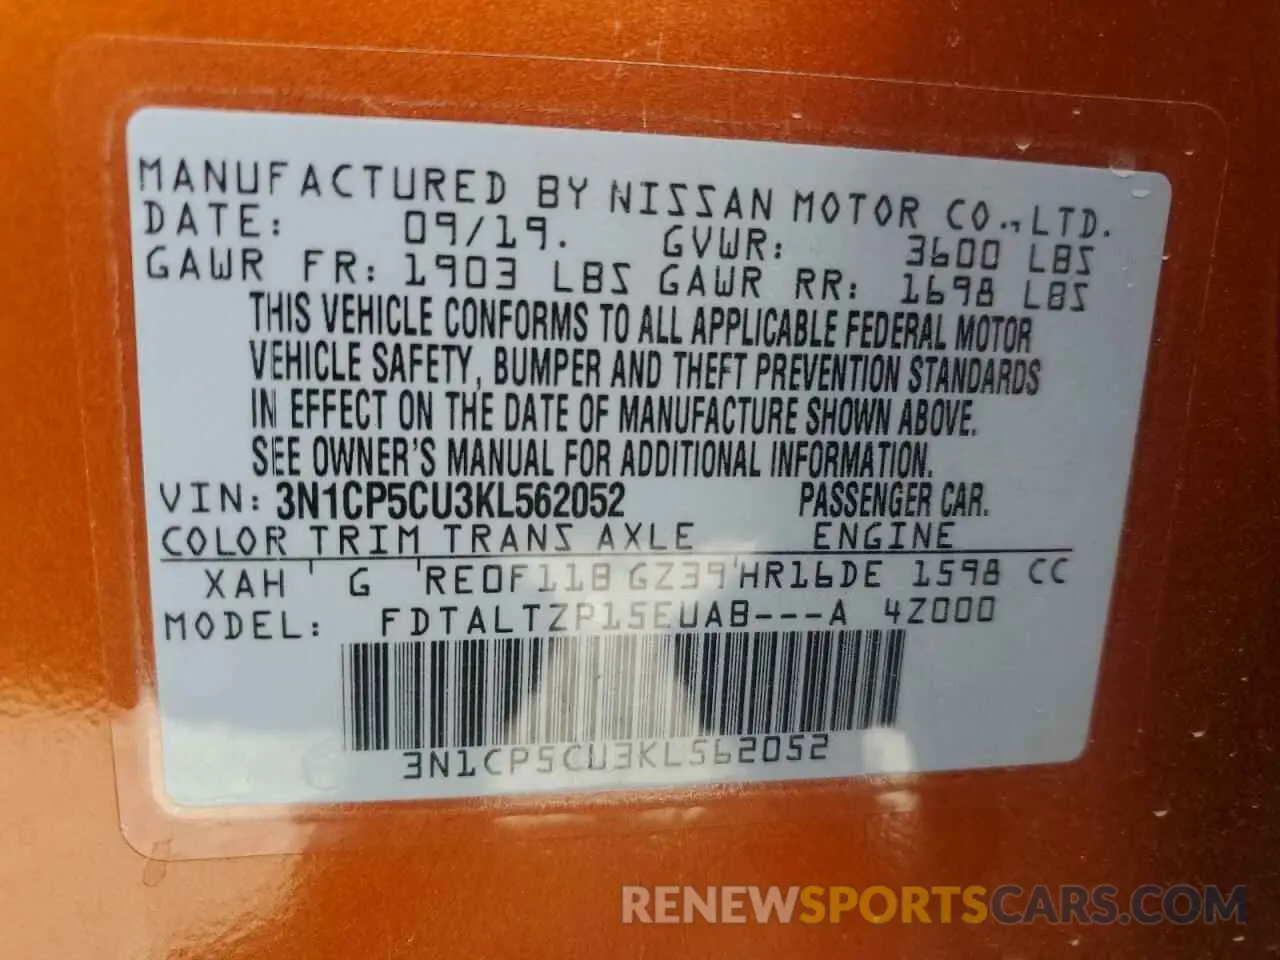 MANUFACTURED BY NISSAN MOTOR CO., LTD.
DATE: 09/19. GVWR: 3600 LBS
GAWR FR: 1903 LBS GAWR RR: 1698 LBS
THIS VEHICLE CONFORMS TO ALL APPLICABLE FEDERAL MOTOR
VEHICLE SAFETY, BUMPER AND THEFT PREVENTION STANDARDS
IN EFFECT ON THE DATE OF MANUFACTURE SHOWN ABOVE.
SEE OWNER'S MANUAL FOR ADDITIONAL INFORMATION.
VIN: 3N1CP5CU3KL562052 PASSENGER CAR.
COLOR TRIM TRANS AXLE ENGINE
XAH ' G 'RE0F11B GZ39'HR16DE 1598 CC
MODEL: FDTALTZP15EUAB---A 4Z000
3N1CP5CU3KL562052
RENEWSPORTSCARS.COM